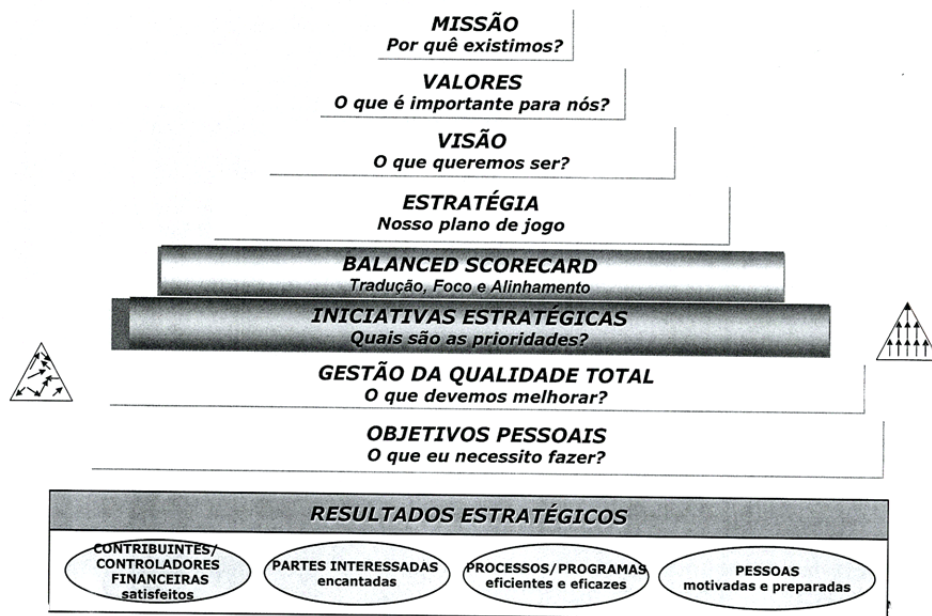 MISSÃO
Por quê existimos?
VALORES
O que é importante para nós?
VISÃO
O que queremos ser?
ESTRATÉGIA
Nosso plano de jogo
BALANCED SCORECARD
Tradução, Foco e Alinhamento
INICIATIVAS ESTRATÉGICAS
Quais são as prioridades?
GESTÃO DA QUALIDADE TOTAL
O que devemos melhorar?
OBJETIVOS PESSOAIS
O que eu necessito fazer?
RESULTADOS ESTRATÉGICOS
CONTRIBUINTES/
CONTROLADORES
FINANCEIRAS
satisfeitos
PARTES INTERESSADAS
encantadas
PROCESSOS/PROGRAMAS
eficientes e eficazes
PESSOAS
motivadas e preparadas